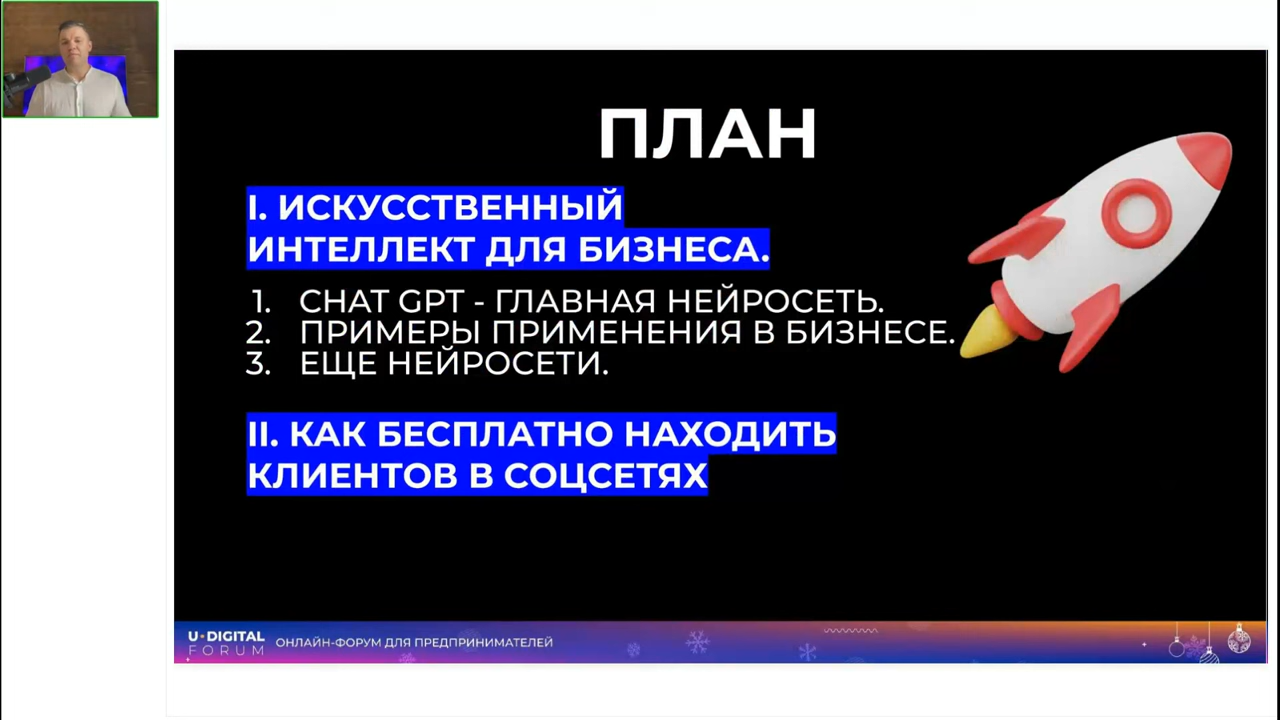 ПЛАН
I. ИСКУССТВЕННЫЙ
ИНТЕЛЛЕКТ ДЛЯ БИЗНЕСА.
1. CHAT GPT - ГЛАВНАЯ НЕЙРОСЕТЬ.
2. ПРИМЕРЫ ПРИМЕНЕНИЯ В БИЗНЕСЕ.
3. ЕЩЕ НЕЙРОСЕТИ.
II. КАК БЕСПЛАТНО НАХОДИТЬ
КЛИЕНТОВ В СОЦСЕТЯХ
U•DIGITAL
FORUM
ОНЛАЙН-ФОРУМ ДЛЯ ПРЕДПРИНИМАТЕЛЕЙ